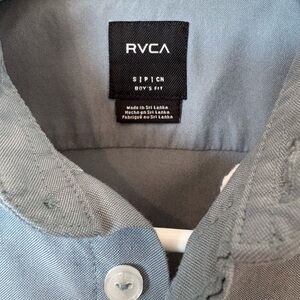 RVCA
S | P | CH
BOY'S FIT
Made in Sri Lanka
Hecho en Sri Lanka
Fabriqué au Sri Lanka